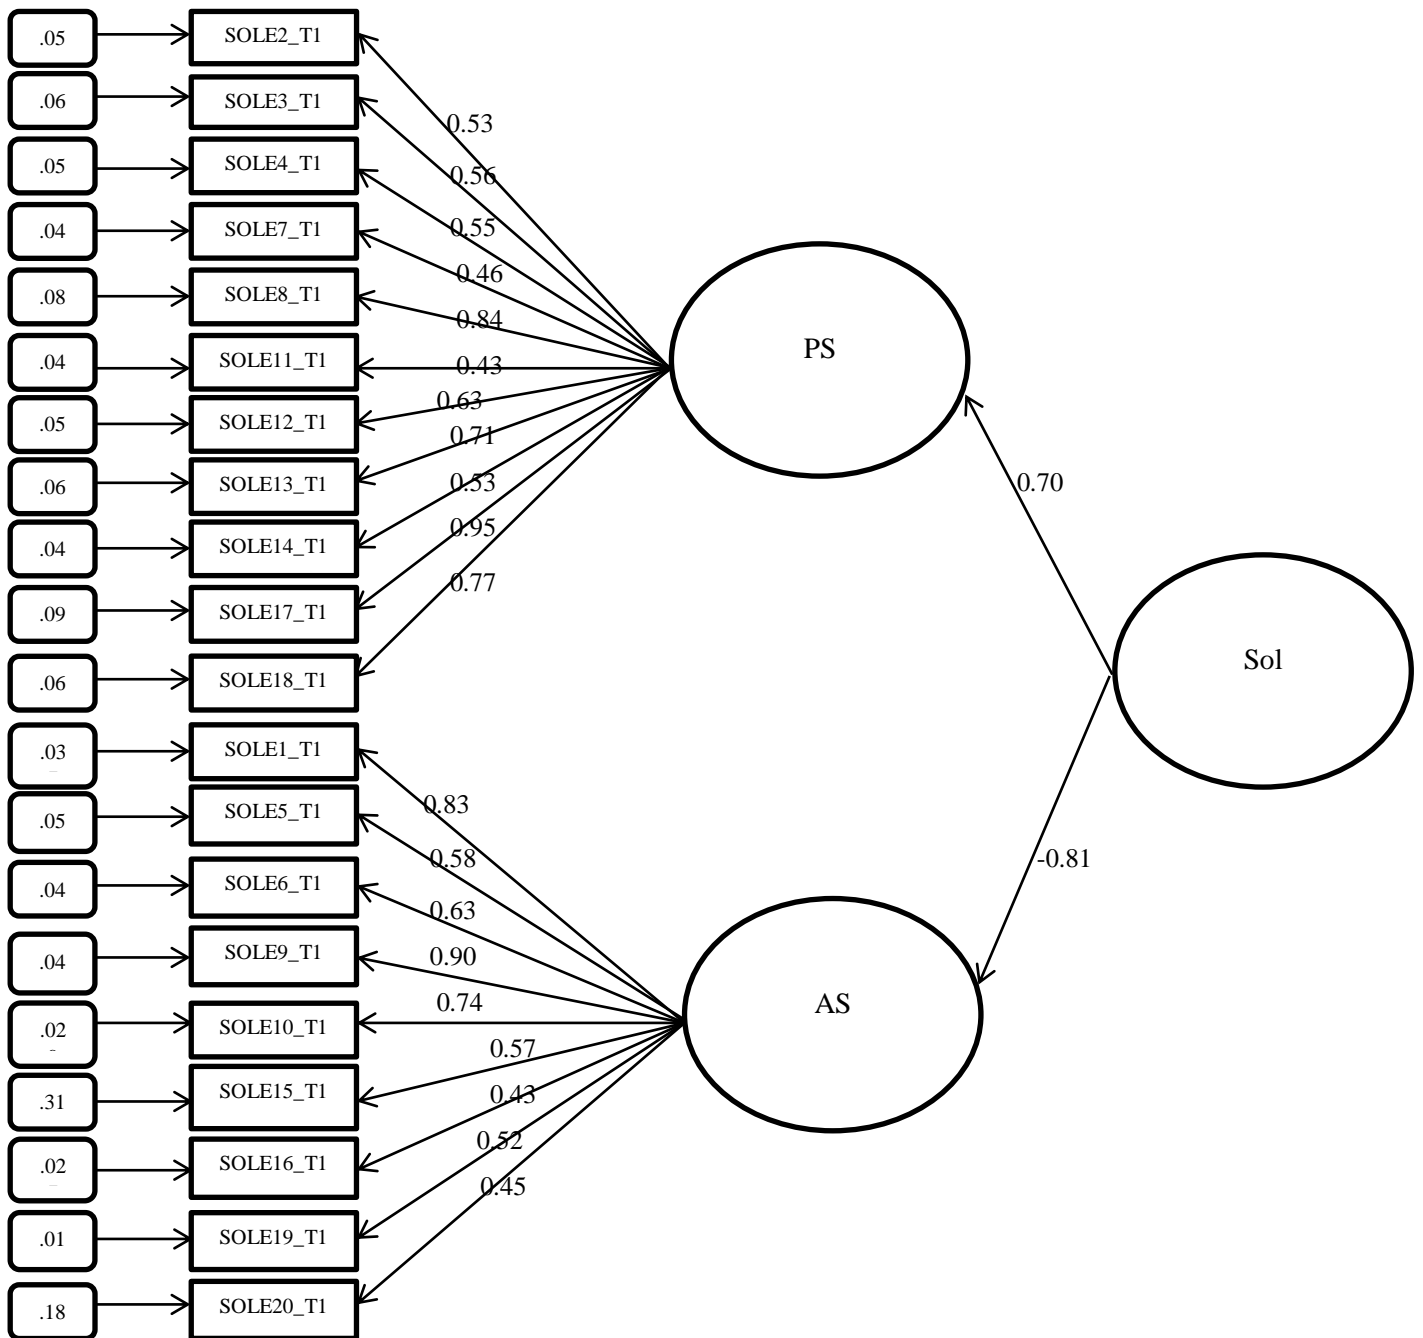 .05 SOLE2_T1
.06 SOLE3_T1
0.53
.05 SOLE4_T1
0.56
.04 SOLE7_T1
0.55
0.46
.08 SOLE8_T1
0.84
PS
.04 SOLE11_T1
0.43
0.63
.05 SOLE12_T1
0.71
.06 SOLE13_T1
0.53
0.70
0.95
.04 SOLE14_T1
0.77
.09 SOLE17_T1
Sol
.06 SOLE18_T1
.03 SOLE1_T1
0.83
.05 SOLE5_T1
0.58
-0.81
.04 SOLE6_T1
0.63
.04 SOLE9_T1
0.90
0.74
AS
.02 SOLE10_T1
0.57
.31 SOLE15_T1
0.43
0.52
.02 SOLE16_T1
0.45
.01 SOLE19_T1
.18 SOLE20_T1